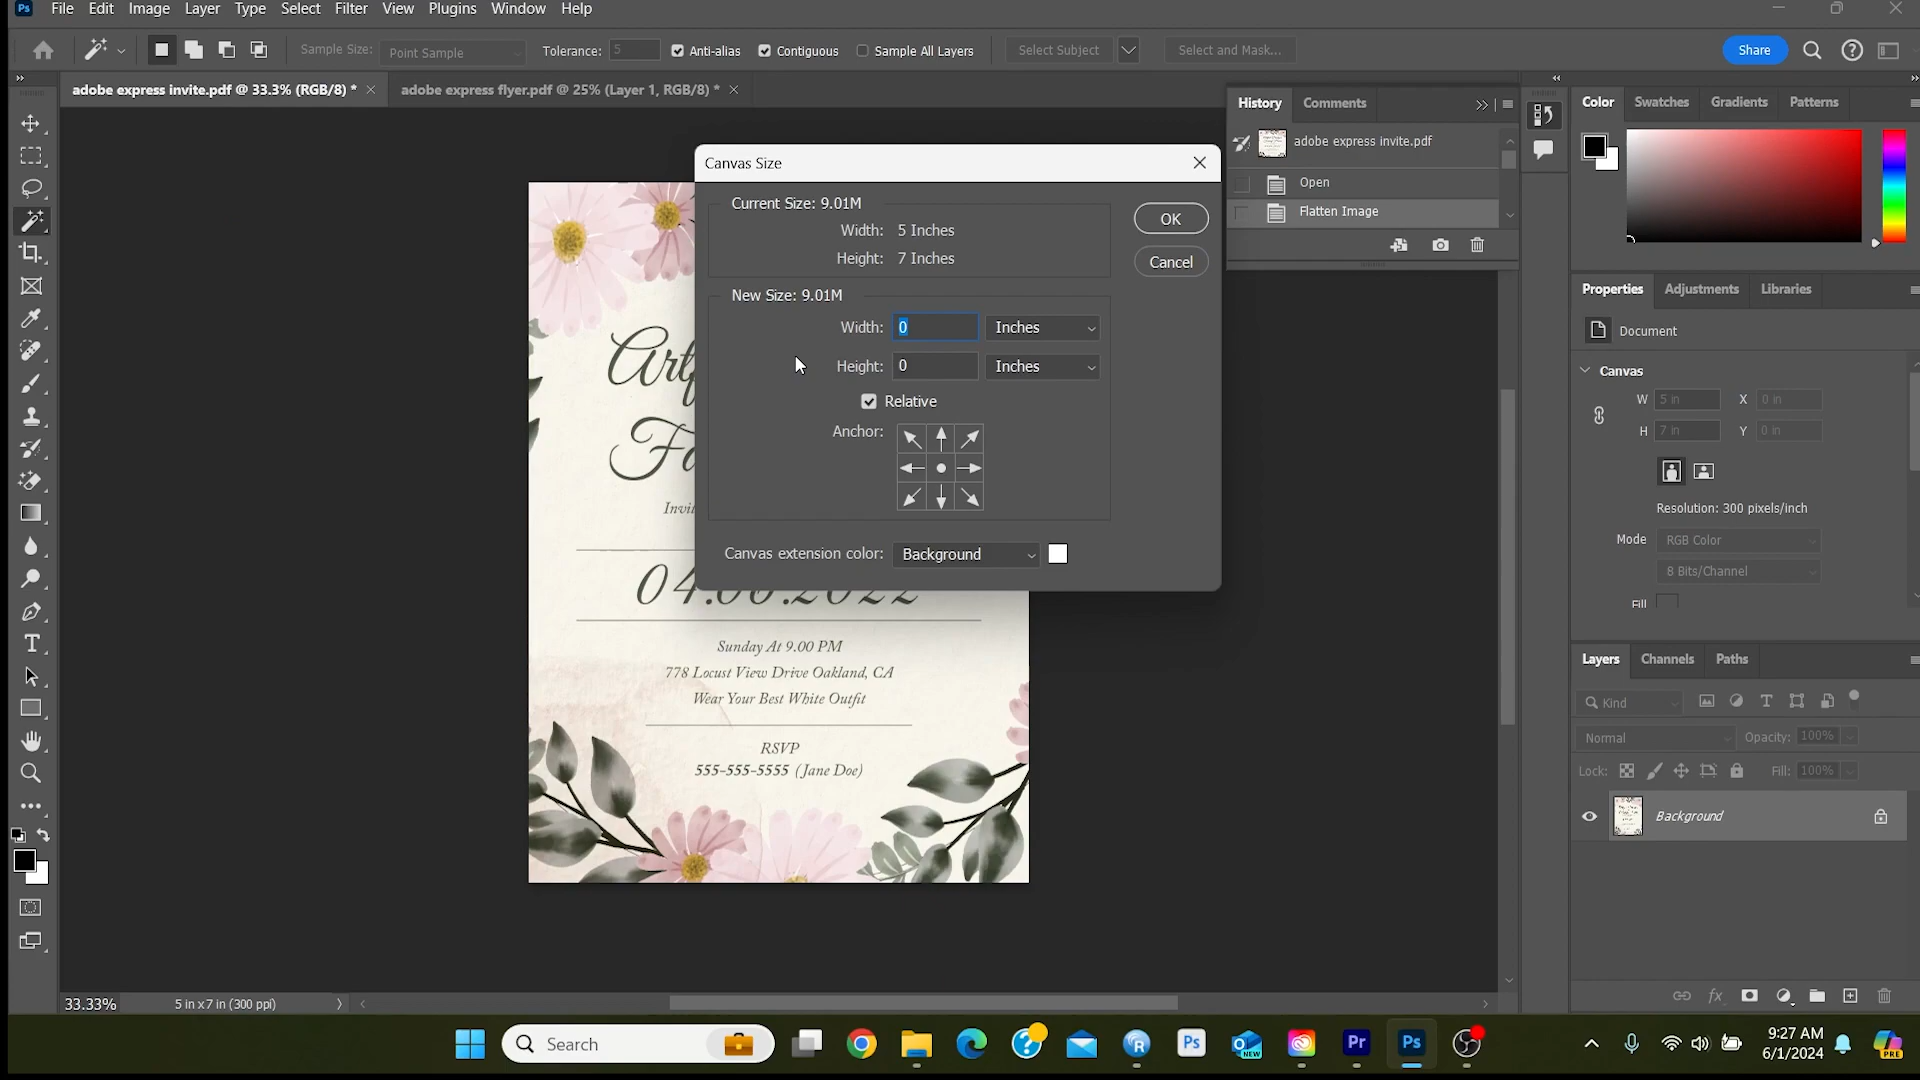 Ps File Edit Image Layer Type Select Filter View Plugins Window Help
Sample Size: Point Sample Tolerance: 5 Anti-alias Contiguous Sample All Layers Select Subject Select and Mask... Share
adobe express invite.pdf @ 33.3% (RGB/8) * adobe express flyer.pdf @ 25% (Layer 1, RGB/8) *
History Comments
adobe express invite.pdf
Open
Flatten Image
Color Swatches Gradients Patterns
Canvas Size
Current Size: 9.01M
Width: 5 Inches
Height: 7 Inches
OK
Cancel
New Size: 9.01M
Width: 0 Inches
Height: 0 Inches
Relative
Anchor:
Canvas extension color: Background
Properties Adjustments Libraries
Document
Canvas
W 5 in X 0 in
H 7 in Y 0 in
Resolution: 300 pixels/inch
Mode RGB Color
8 Bits/Channel
Fill
04.06.2022
Sunday At 9.00 PM
778 Locust View Drive Oakland, CA
Wear Your Best White Outfit
RSVP
555-555-5555 (Jane Doe)
Layers Channels Paths
Kind
Normal Opacity: 100%
Lock: Fill: 100%
Background
fx
33.33% 5 in x 7 in (300 ppi)
Search
NEW Pr Ps
9:27 AM
6/1/2024
PRE